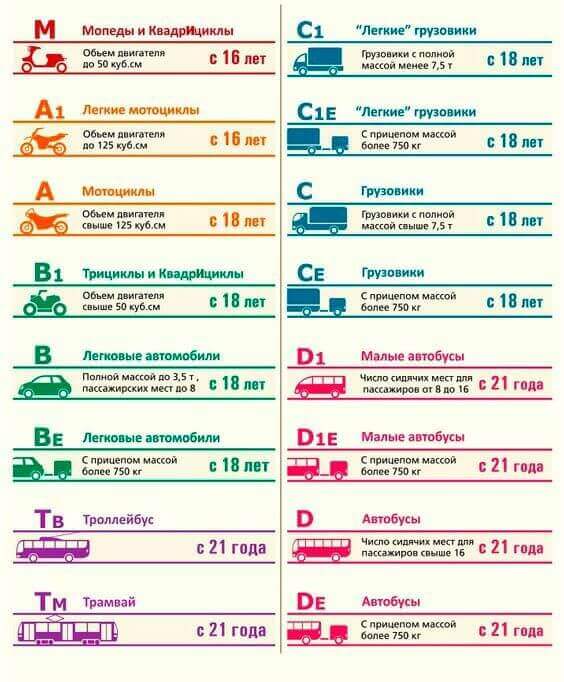 M Мопеды и Квадрициклы
Объем двигателя
до 50 куб.см
с 16 лет
A1 Легкие мотоциклы
Объем двигателя
до 125 куб.см
с 16 лет
A Мотоциклы
Объем двигателя
свыше 125 куб.см
с 18 лет
B1 Трициклы и Квадрициклы
Объем двигателя
свыше 50 куб.см
с 18 лет
B Легковые автомобили
Полной массой до 3,5 т,
пассажирских мест до 8
с 18 лет
BE Легковые автомобили
С прицепом массой
более 750 кг
с 18 лет
TB Троллейбус
с 21 года
TM Трамвай
с 21 года
C1 “Легкие” грузовики
Грузовики с полной
массой менее 7,5 т
с 18 лет
C1E “Легкие” грузовики
С прицепом массой
более 750 кг
с 18 лет
C Грузовики
Грузовики с полной
массой свыше 7,5 т
с 18 лет
CE Грузовики
С прицепом массой
более 750 кг
с 18 лет
D1 Малые автобусы
Число сидячих мест для
пассажиров от 8 до 16
с 21 года
D1E Малые автобусы
С прицепом массой
более 750 кг
с 21 года
D Автобусы
Число сидячих мест для
пассажиров свыше 16
с 21 года
DE Автобусы
С прицепом массой
более 750 кг
с 21 года